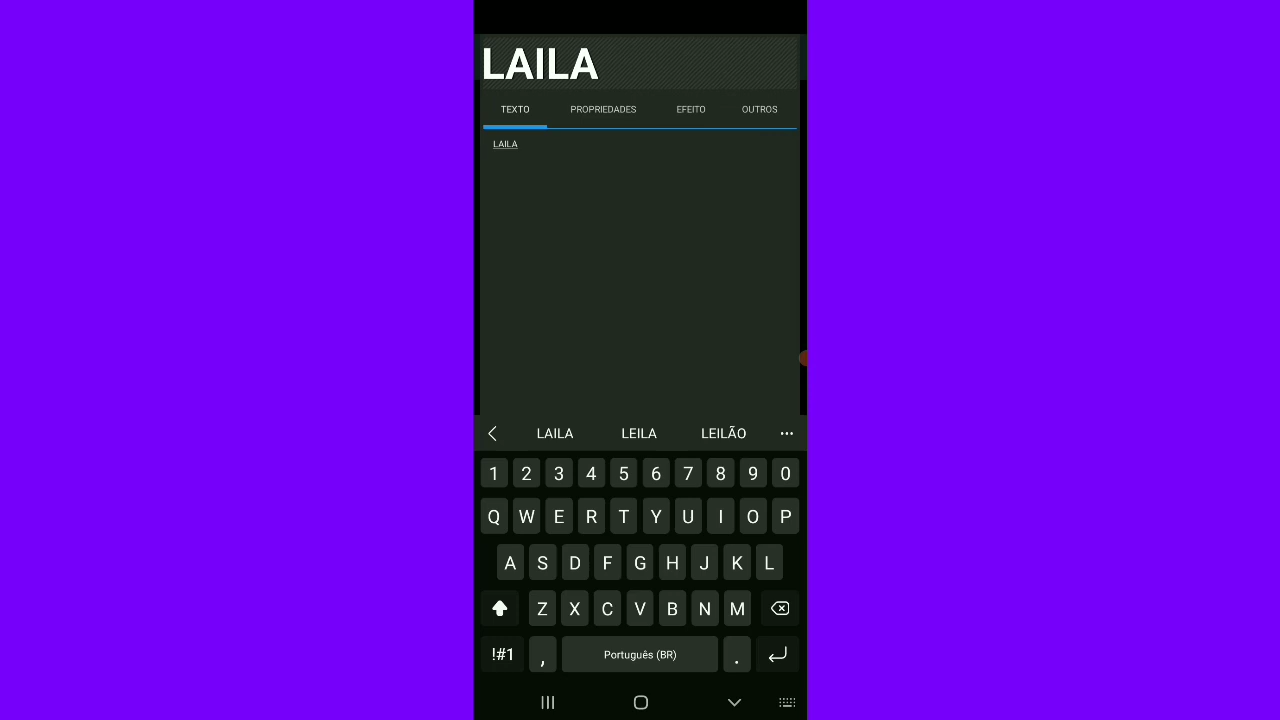 LAILA
TEXTO PROPRIEDADES EFEITO OUTROS
LAILA
LAILA LEILA LEILÃO
1 2 3 4 5 6 7 8 9 0
Q W E R T Y U I O P
A S D F G H J K L
Z X C V B N M
!#1 , Português (BR) .